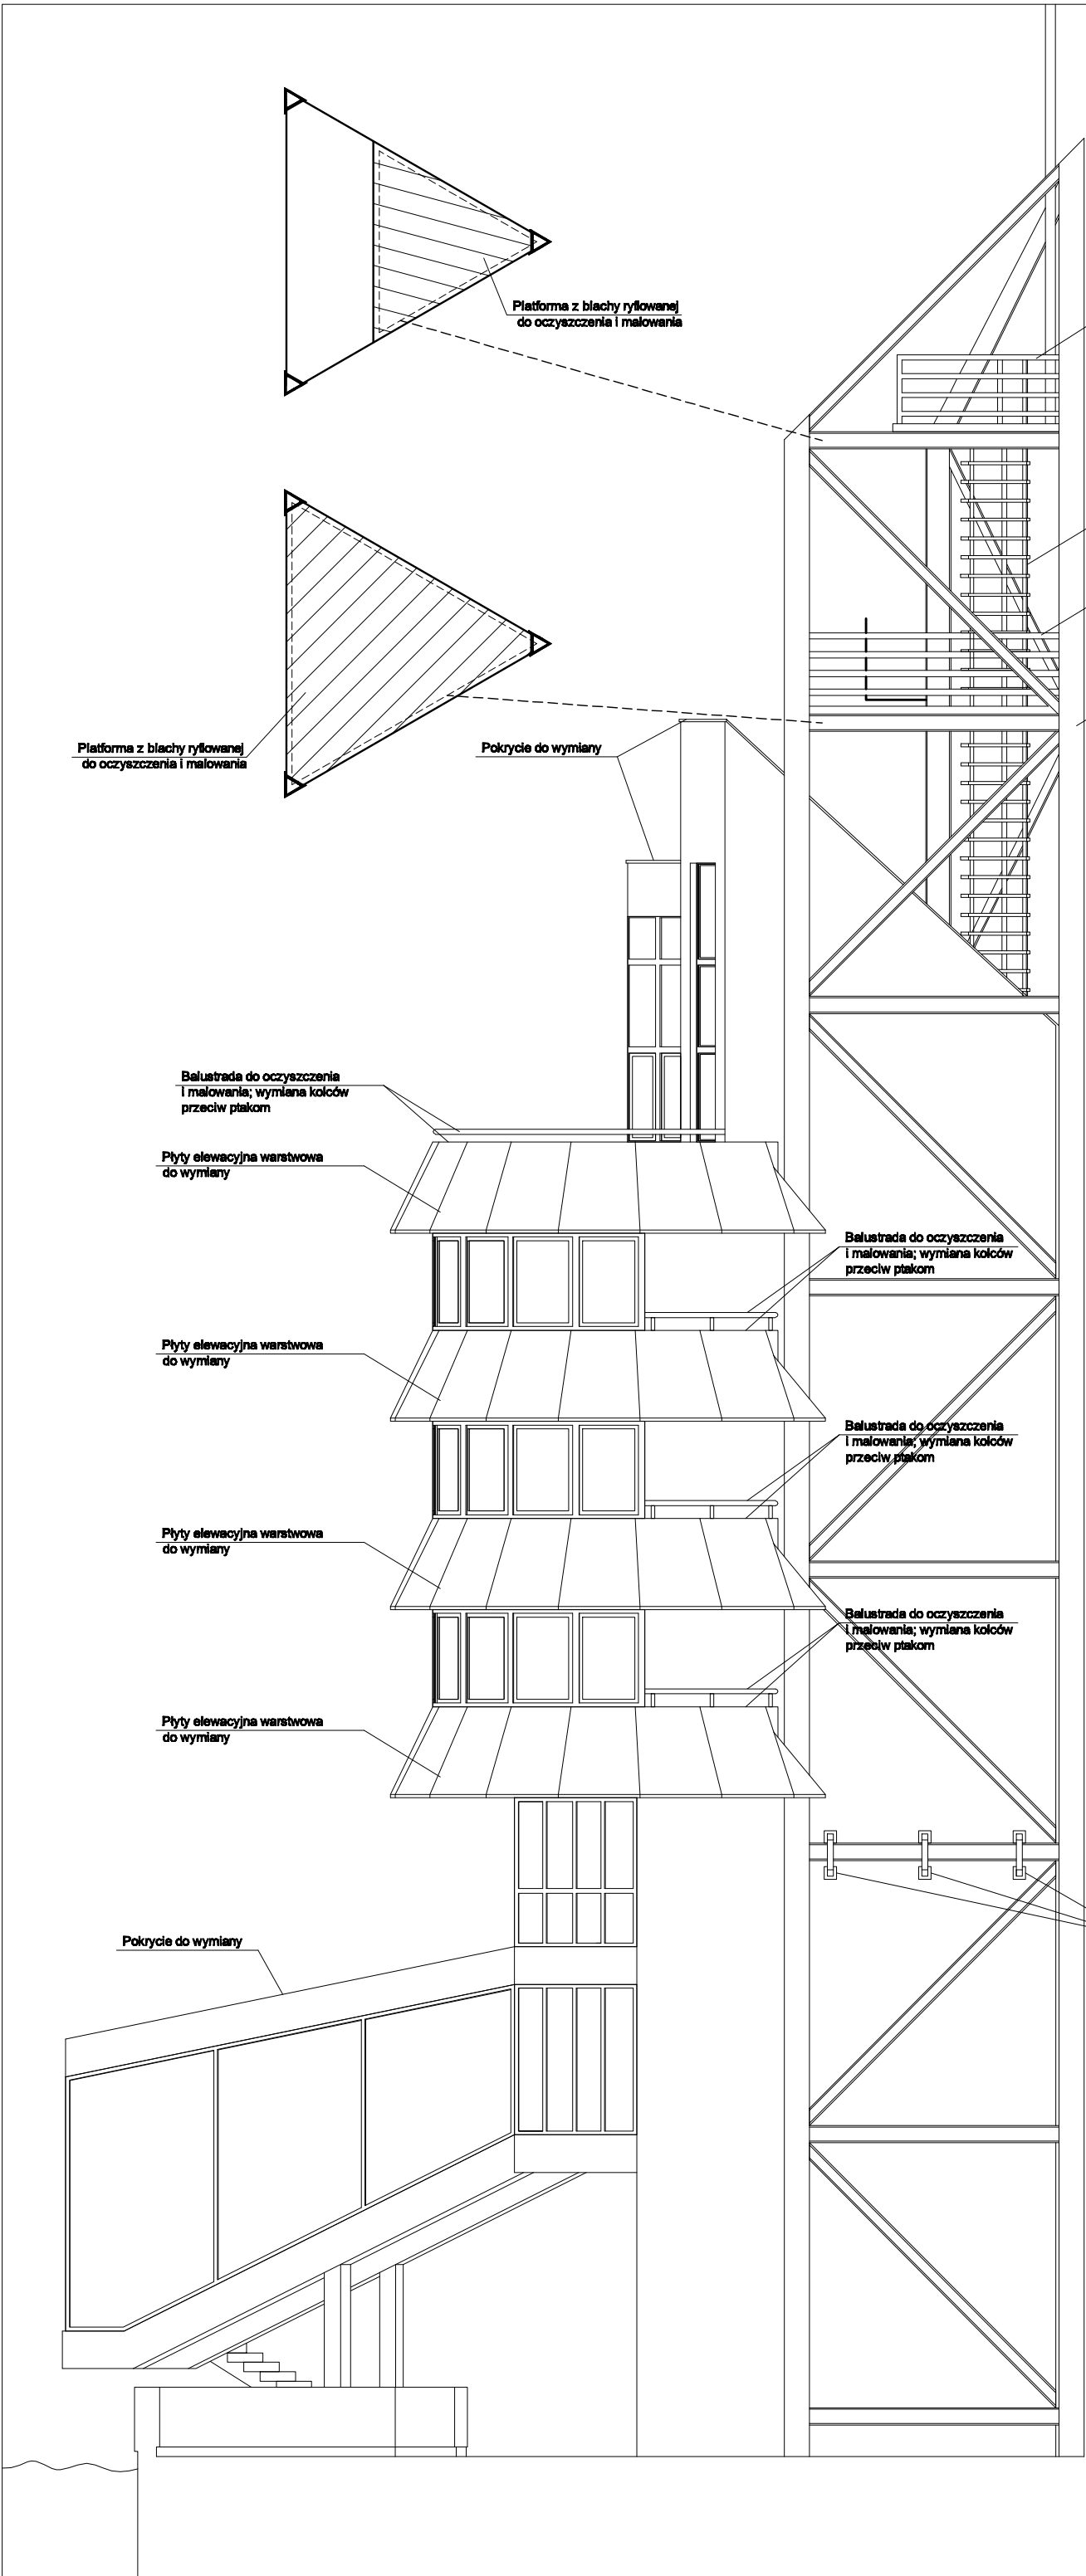 Platforma z blachy ryflowanej
do oczyszczenia i malowania
Platforma z blachy ryflowanej
do oczyszczenia i malowania
Pokrycie do wymiany
Balustrada do oczyszczenia
i malowania; wymiana kolców
przeciw ptakom
Płyty elewacyjna warstwowa
do wymiany
Balustrada do oczyszczenia
i malowania; wymiana kolców
przeciw ptakom
Płyty elewacyjna warstwowa
do wymiany
Balustrada do oczyszczenia
i malowania; wymiana kolców
przeciw ptakom
Płyty elewacyjna warstwowa
do wymiany
Balustrada do oczyszczenia
i malowania; wymiana kolców
przeciw ptakom
Płyty elewacyjna warstwowa
do wymiany
Pokrycie do wymiany